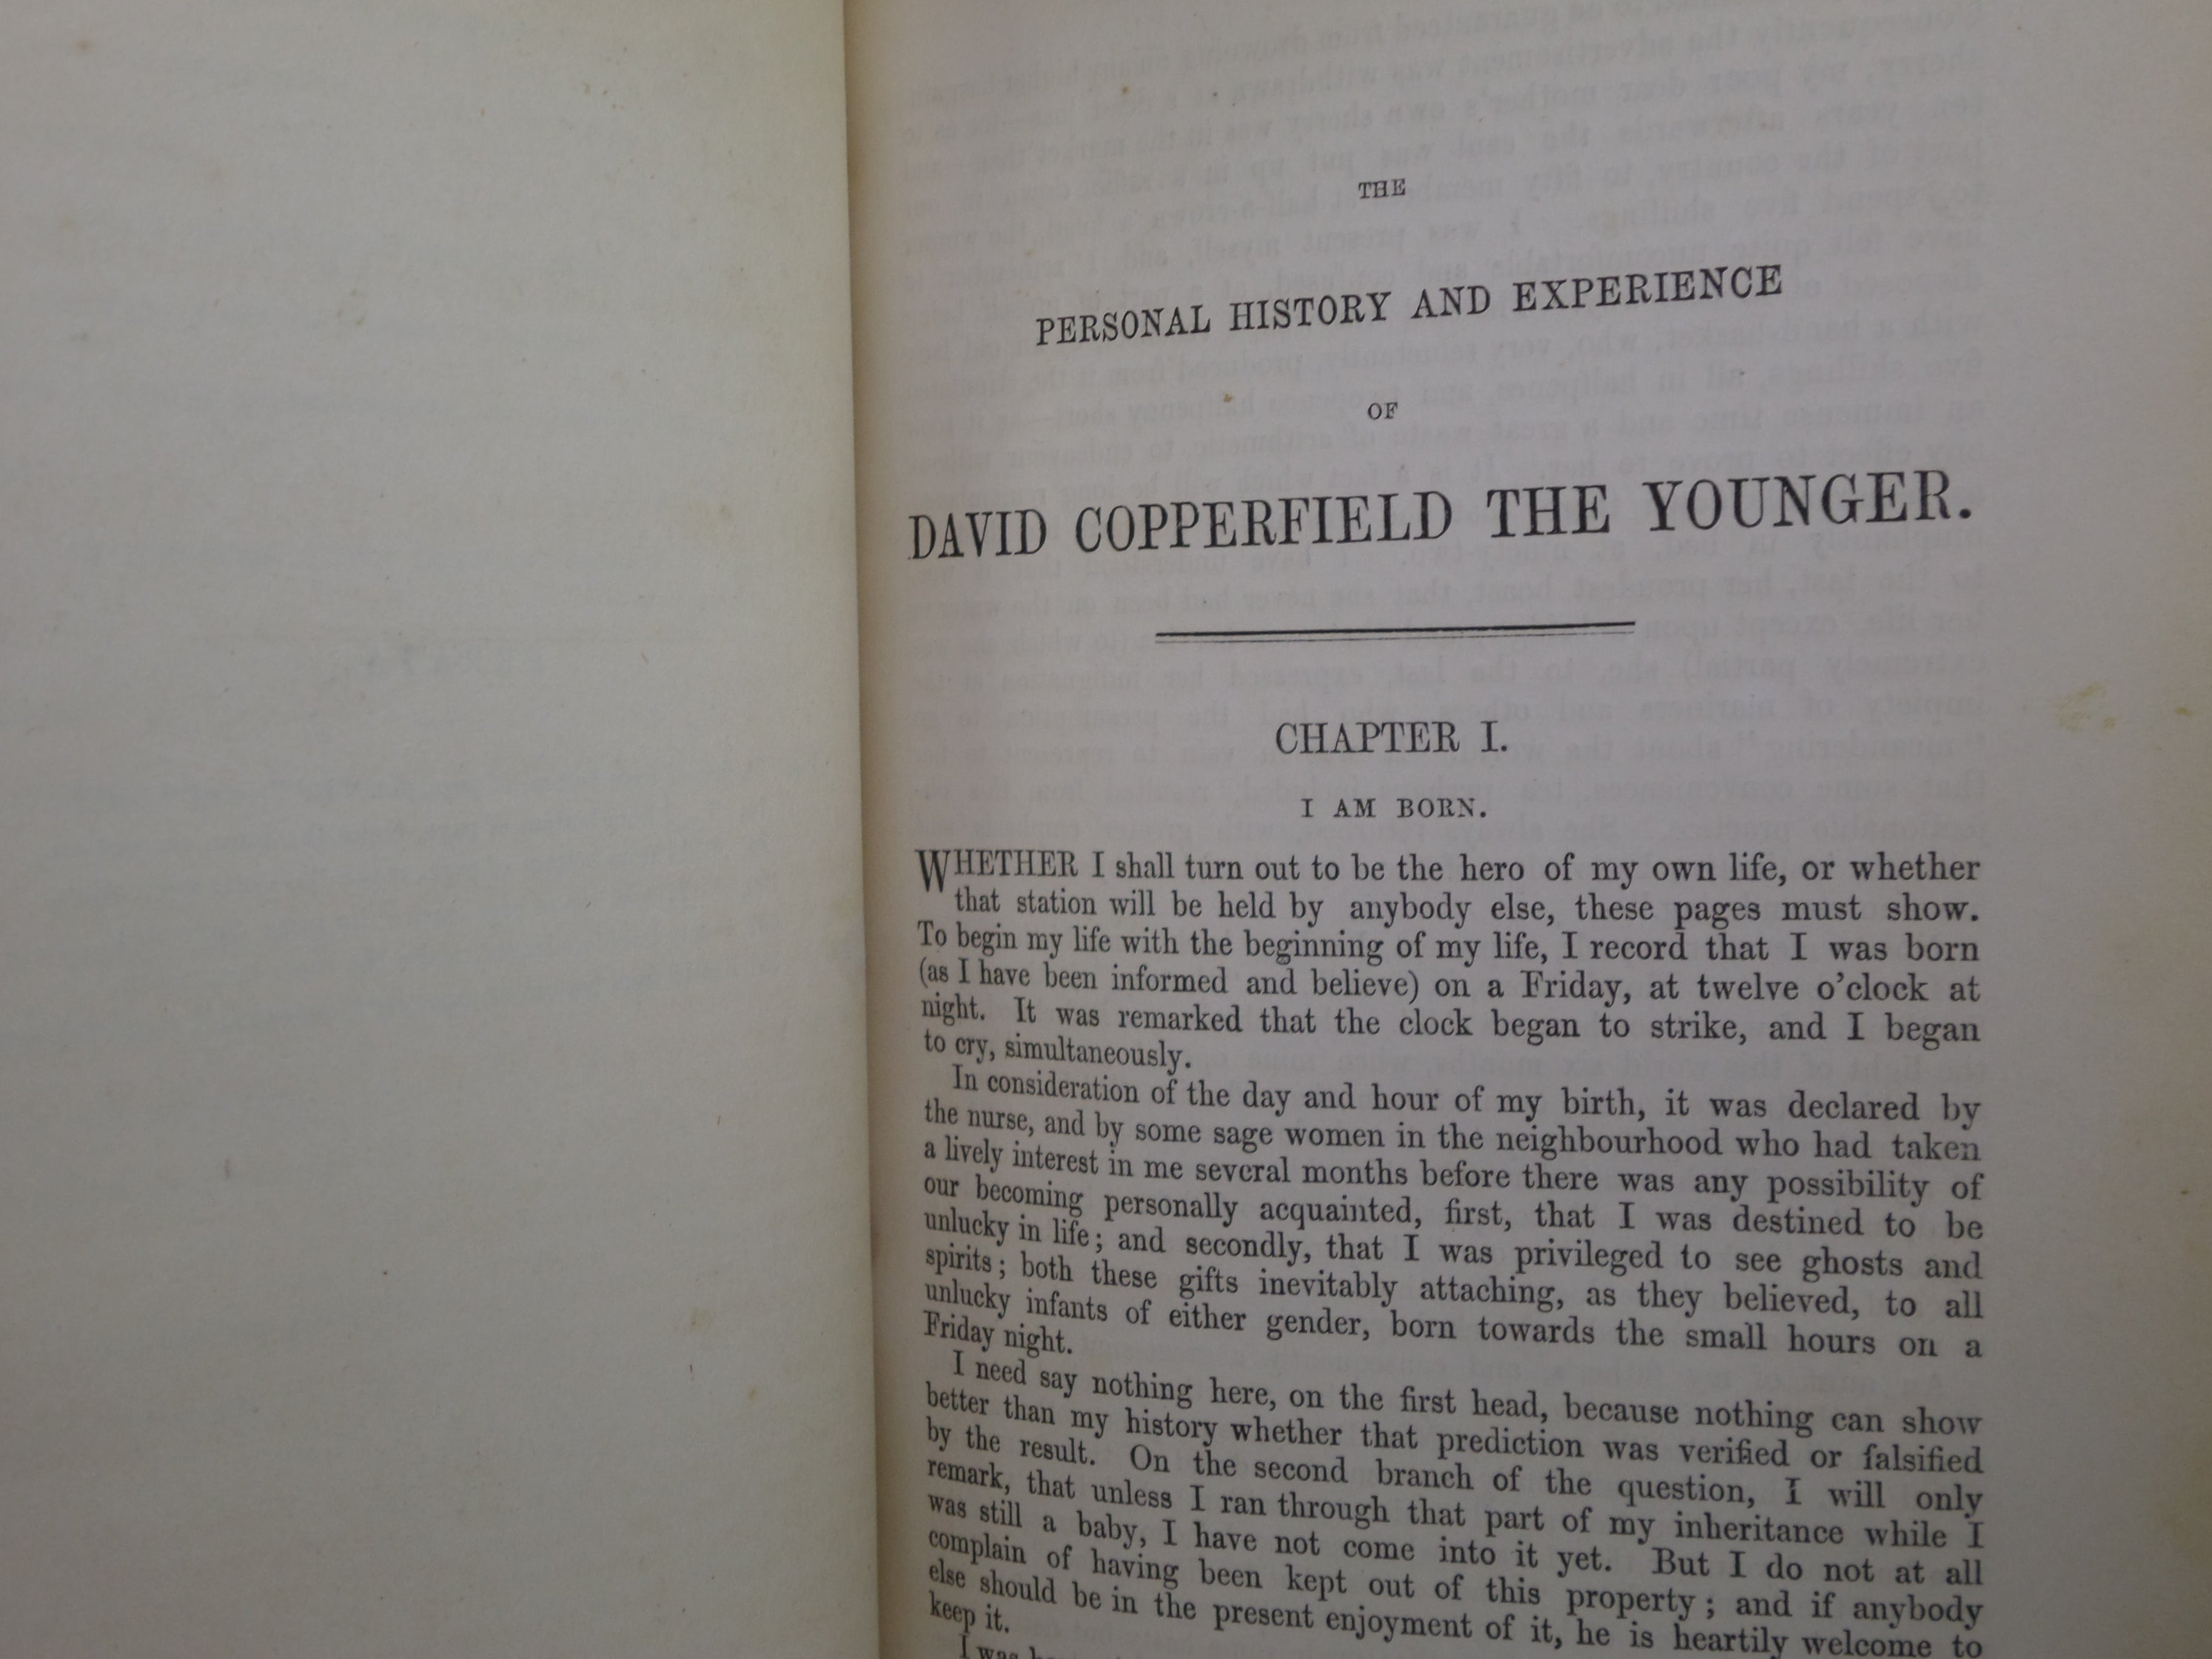 THE
PERSONAL HISTORY AND EXPERIENCE
OF
DAVID COPPERFIELD THE YOUNGER.
CHAPTER I.
I AM BORN.
WHETHER I shall turn out to be the hero of my own life, or whether
that station will be held by anybody else, these pages must show.
To begin my life with the beginning of my life, I record that I was born
(as I have been informed and believe) on a Friday, at twelve o'clock at
night. It was remarked that the clock began to strike, and I began
to cry, simultaneously.
In consideration of the day and hour of my birth, it was declared by
the nurse, and by some sage women in the neighbourhood who had taken
a lively interest in me several months before there was any possibility of
our becoming personally acquainted, first, that I was destined to be
unlucky in life; and secondly, that I was privileged to see ghosts and
spirits; both these gifts inevitably attaching, as they believed, to all
unlucky infants of either gender, born towards the small hours on a
Friday night.
I need say nothing here, on the first head, because nothing can show
better than my history whether that prediction was verified or falsified
by the result. On the second branch of the question, I will only
remark, that unless I ran through that part of my inheritance while I
was still a baby, I have not come into it yet. But I do not at all
complain of having been kept out of this property; and if anybody
else should be in the present enjoyment of it, he is heartily welcome to
keep it.
I was